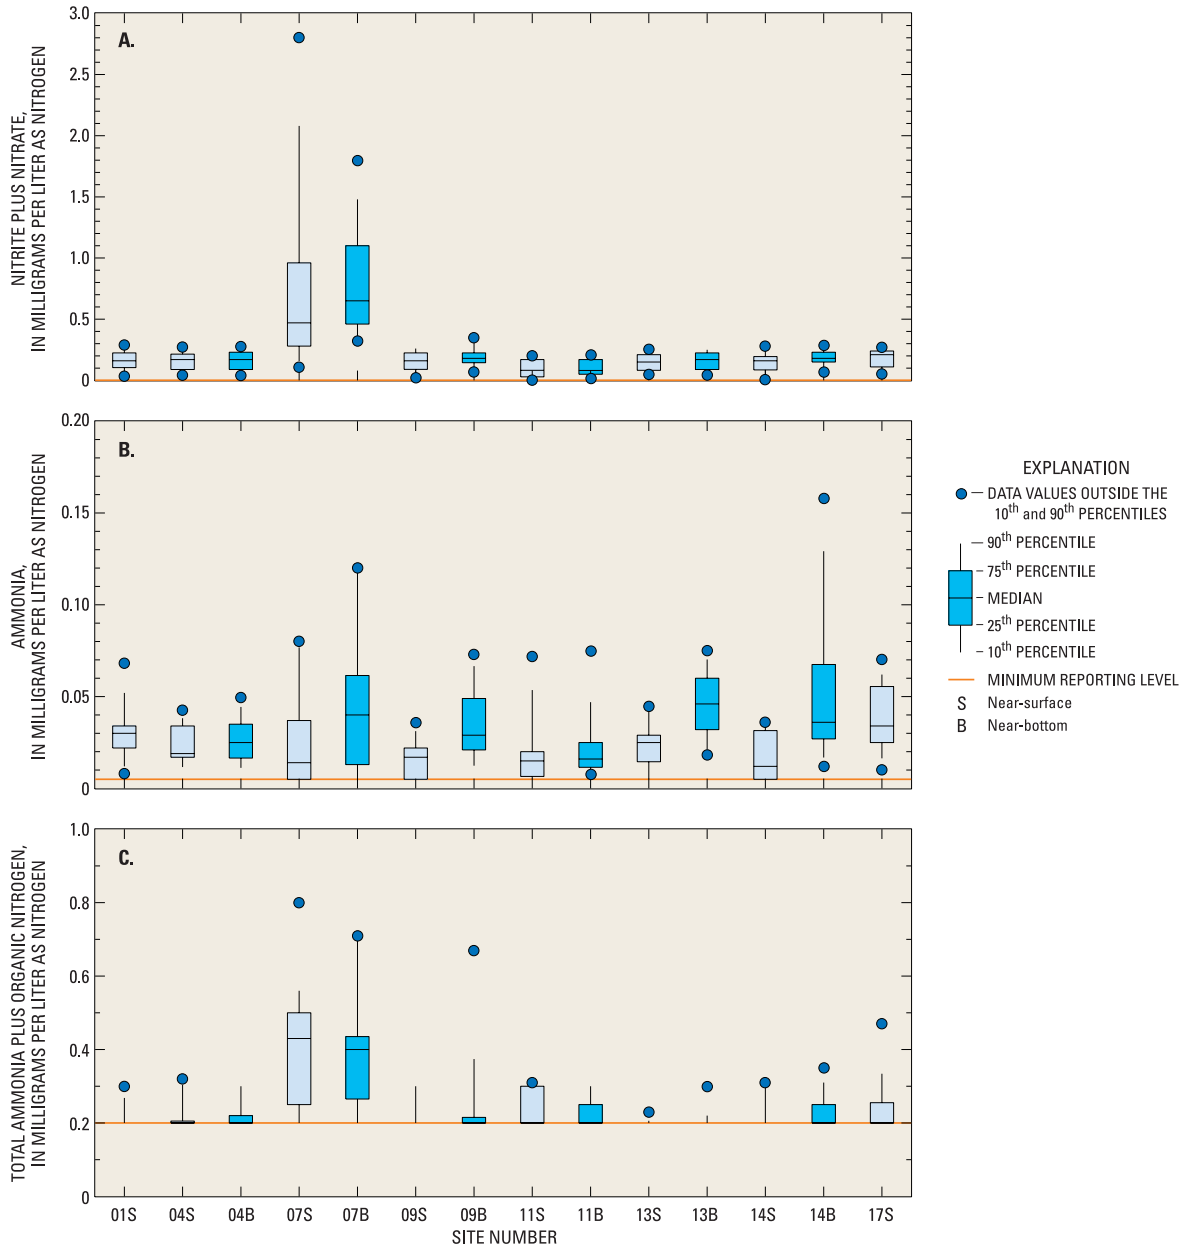 NITRITE PLUS NITRATE,
IN MILLIGRAMS PER LITER AS NITROGEN
3.0
2.5
2.0
1.5
1.0
0.5
0
A.
AMMONIA,
IN MILLIGRAMS PER LITER AS NITROGEN
0.20
0.15
0.10
0.05
0
B.
TOTAL AMMONIA PLUS ORGANIC NITROGEN,
IN MILLIGRAMS PER LITER AS NITROGEN
1.0
0.8
0.6
0.4
0.2
0
C.
01S 04S 04B 07S 07B 09S 09B 11S 11B 13S 13B 14S 14B 17S
SITE NUMBER
EXPLANATION
DATA VALUES OUTSIDE THE
10th and 90th PERCENTILES
90th PERCENTILE
75th PERCENTILE
MEDIAN
25th PERCENTILE
10th PERCENTILE
MINIMUM REPORTING LEVEL
S Near-surface
B Near-bottom